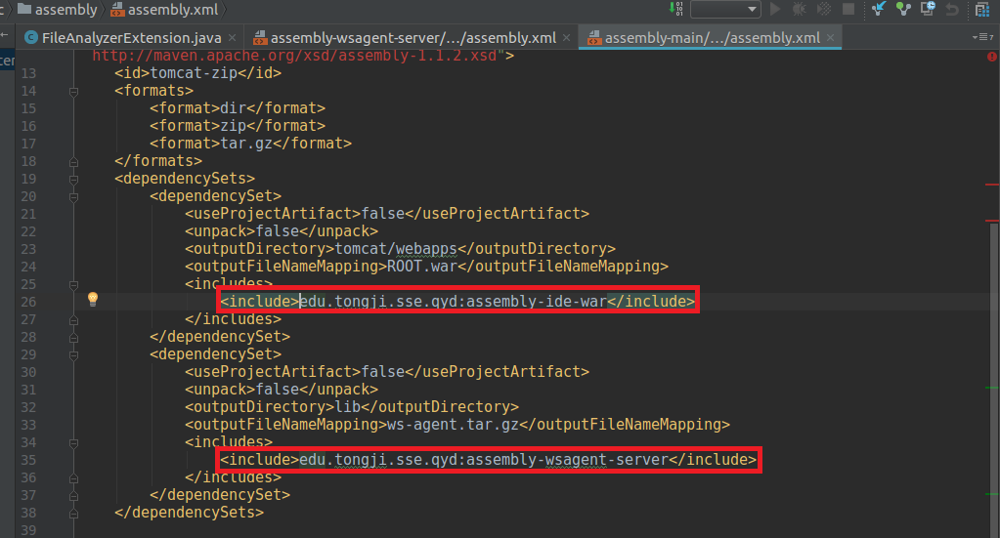 assembly
assembly.xml
FileAnalyzerExtension.java
assembly-wsagent-server/.../assembly.xml
assembly-main/.../assembly.xml
7
http://maven.apache.org/xsd/assembly-1.1.2.xsd">
13 <id>tomcat-zip</id>
14 <formats>
15 <format>dir</format>
16 <format>zip</format>
17 <format>tar.gz</format>
18 </formats>
19 <dependencySets>
20 <dependencySet>
21 <useProjectArtifact>false</useProjectArtifact>
22 <unpack>false</unpack>
23 <outputDirectory>tomcat/webapps</outputDirectory>
24 <outputFileNameMapping>ROOT.war</outputFileNameMapping>
25 <includes>
26 <include>edu.tongji.sse.qyd:assembly-ide-war</include>
27 </includes>
28 </dependencySet>
29 <dependencySet>
30 <useProjectArtifact>false</useProjectArtifact>
31 <unpack>false</unpack>
32 <outputDirectory>lib</outputDirectory>
33 <outputFileNameMapping>ws-agent.tar.gz</outputFileNameMapping>
34 <includes>
35 <include>edu.tongji.sse.qyd:assembly-wsagent-server</include>
36 </includes>
37 </dependencySet>
38 </dependencySets>
39